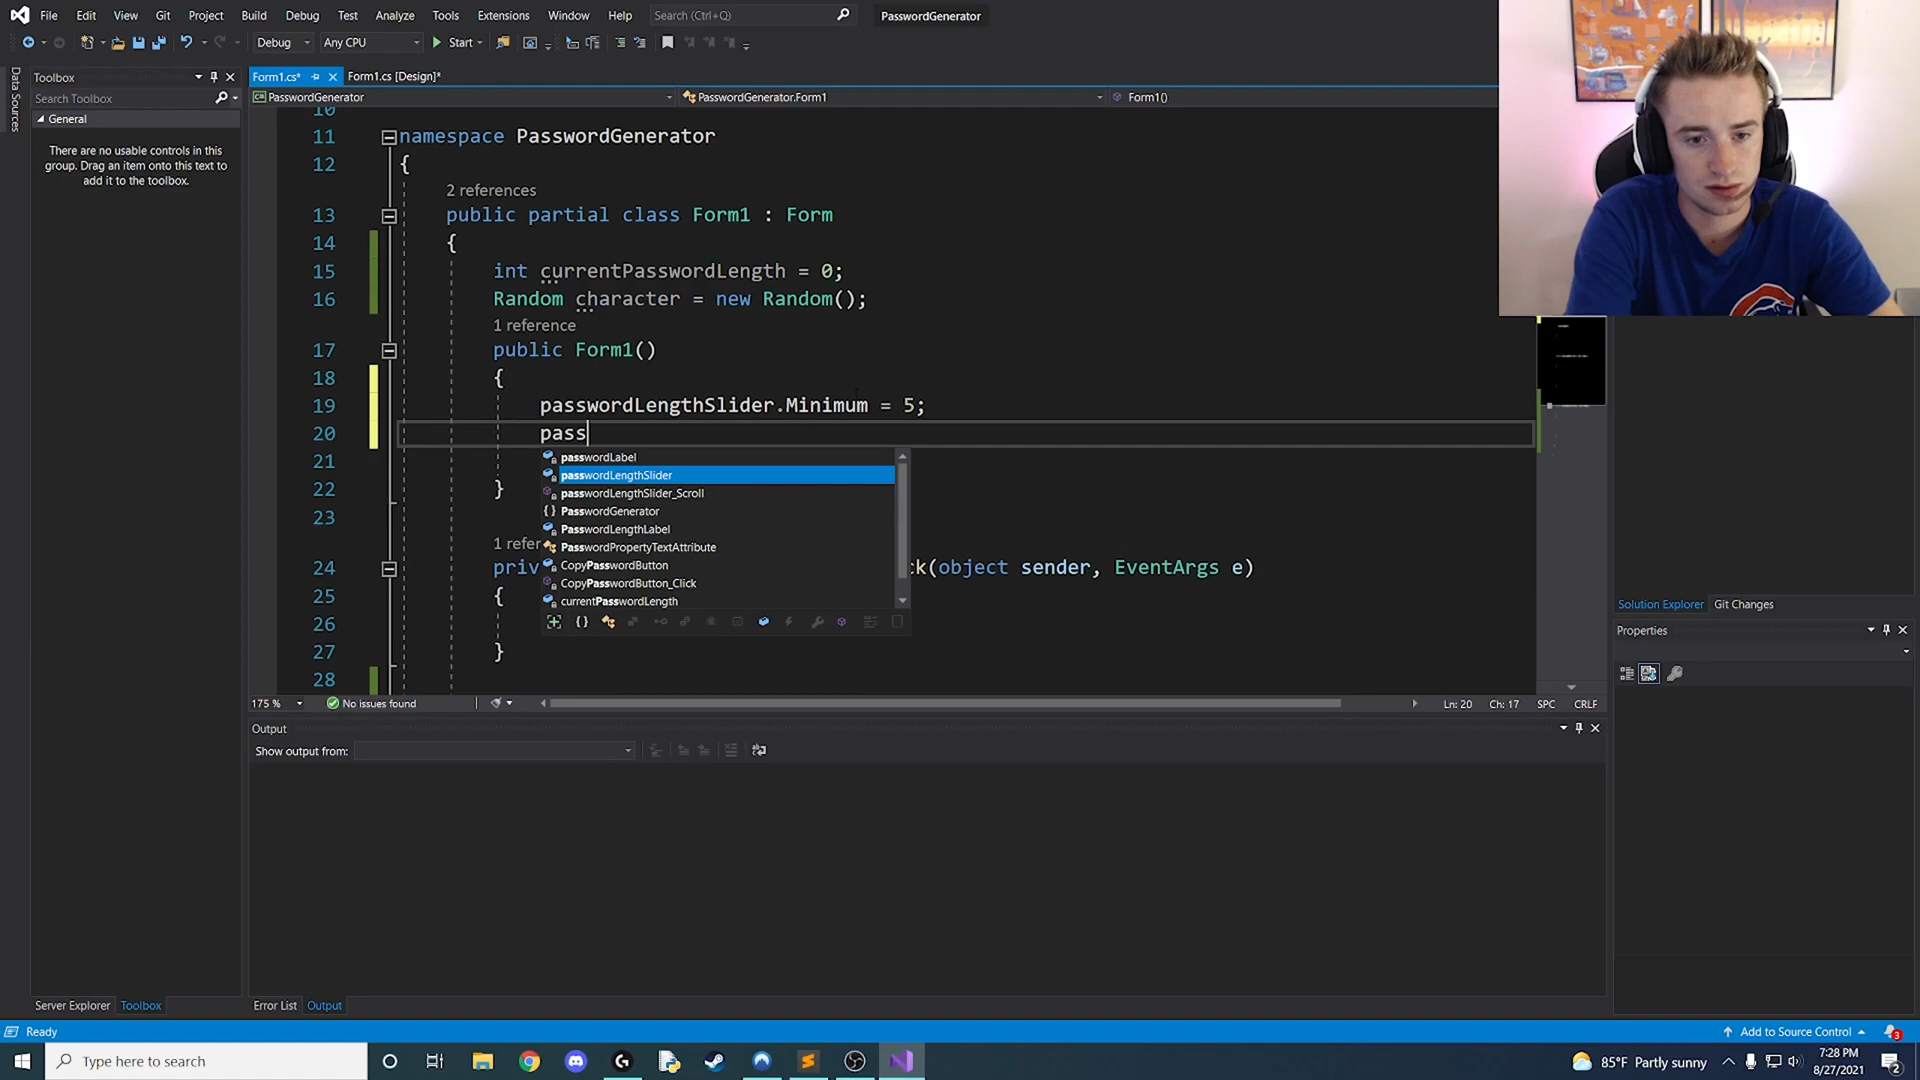 File Edit View Git Project Build Debug Test Analyze Tools Extensions Window Help Search (Ctrl+Q) PasswordGenerator
Debug Any CPU Start
Data Sources
Toolbox
Search Toolbox
General
There are no usable controls in this
group. Drag an item onto this text to
add it to the toolbox.
Form1.cs* Form1.cs [Design]*
PasswordGenerator PasswordGenerator.Form1 Form1()
10
11 namespace PasswordGenerator
12 {
2 references
13 public partial class Form1 : Form
14 {
15 int currentPasswordLength = 0;
16 Random character = new Random();
1 reference
17 public Form1()
18 {
19 passwordLengthSlider.Minimum = 5;
20 pass
passwordLabel
21 passwordLengthSlider
22 } passwordLengthSlider_Scroll
23 PasswordGenerator
PasswordLengthLabel
1 refer PasswordPropertyTextAttribute
24 priv CopyPasswordButton ck(object sender, EventArgs e)
CopyPasswordButton_Click
25 { currentPasswordLength
26
27 }
28
175 % No issues found Ln: 20 Ch: 17 SPC CRLF
Output
Show output from:
Solution Explorer Git Changes
Properties
Server Explorer Toolbox Error List Output
Ready Add to Source Control 3
Type here to search 85°F Partly sunny 7:28 PM
8/27/2021 2